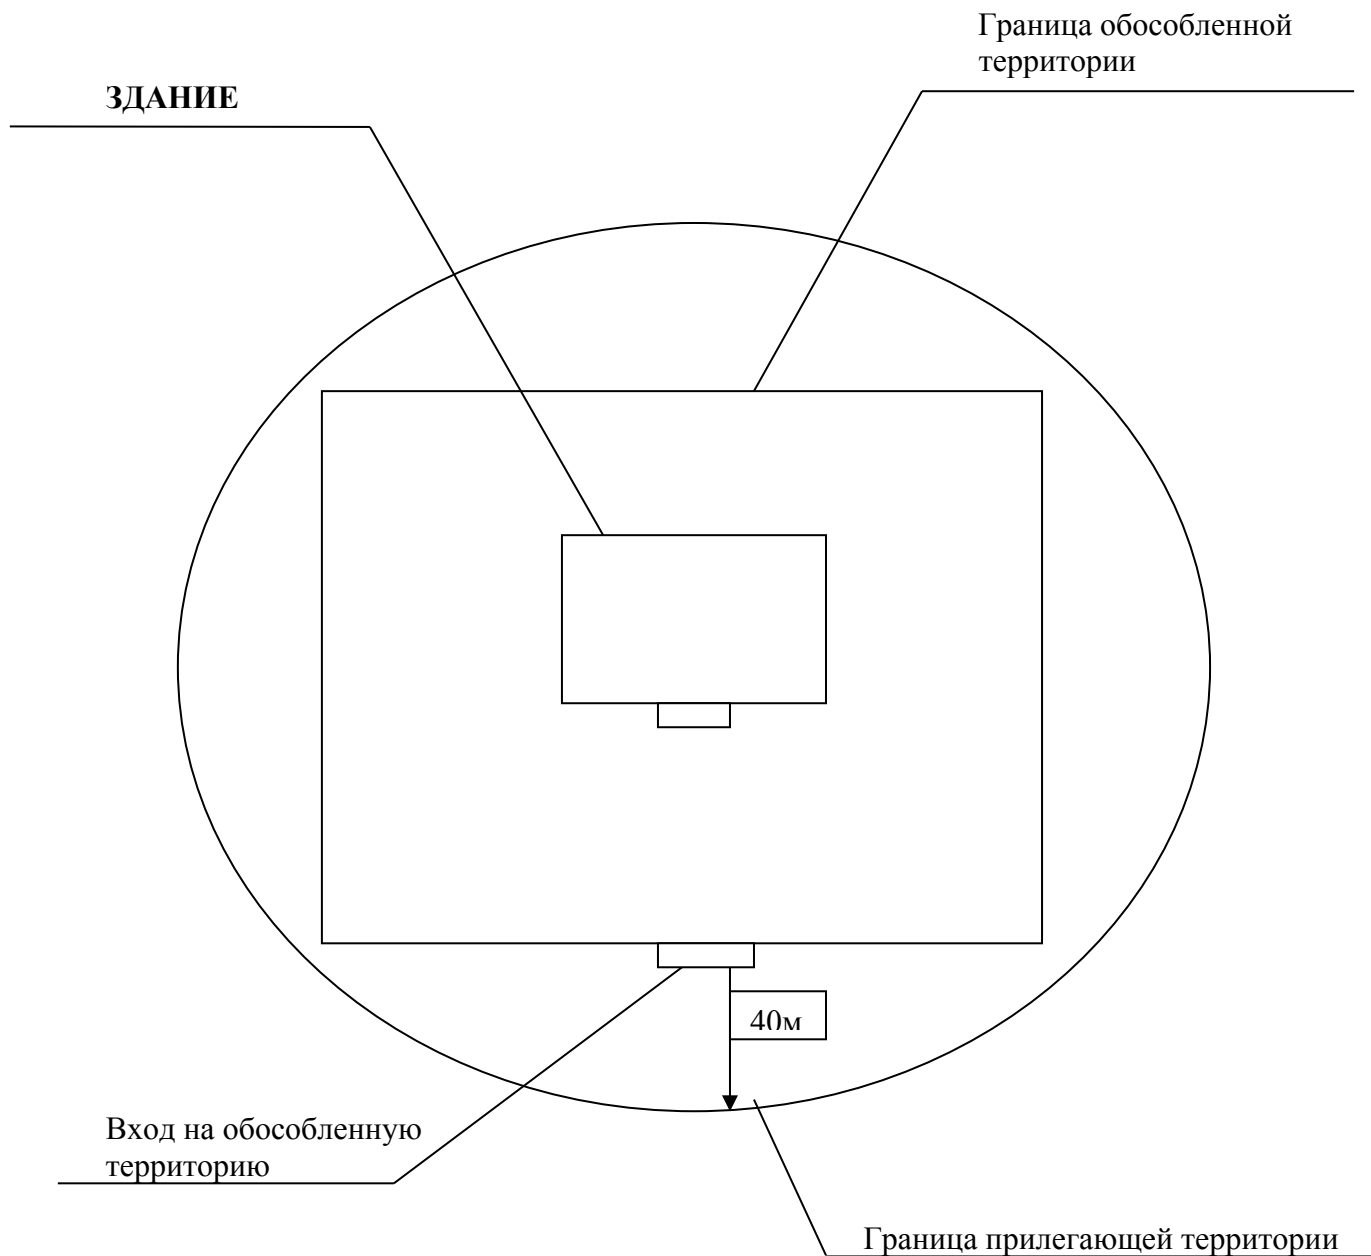 Граница обособленной
территории
ЗДАНИЕ
40м
Вход на обособленную
территорию
Граница прилегающей территории